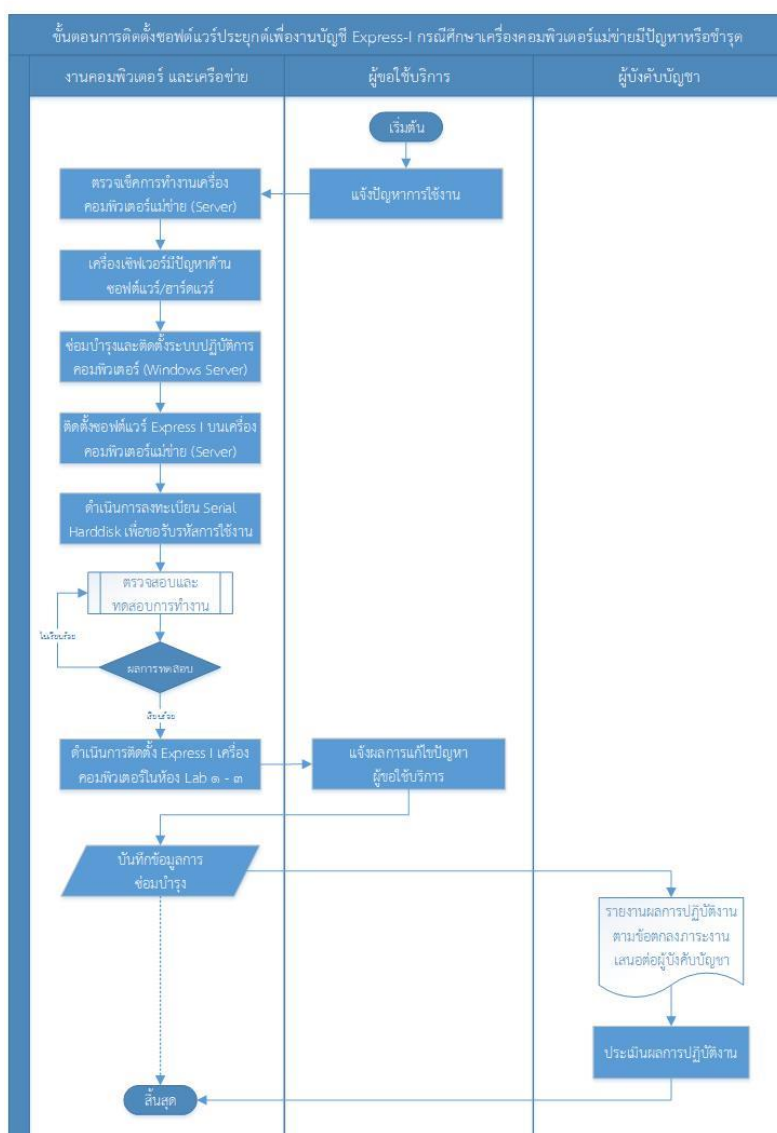 ขั้นตอนการติดตั้งซอฟต์แวร์ประยุกต์เพื่องานบัญชี Express-I กรณีศึกษาเครื่องคอมพิวเตอร์แม่ข่ายมีปัญหาหรือชำรุด
งานคอมพิวเตอร์ และเครือข่าย
ผู้ขอใช้บริการ
ผู้บังคับบัญชา
เริ่มต้น
แจ้งปัญหาการใช้งาน
ตรวจเช็คการทำงานเครื่อง
คอมพิวเตอร์แม่ข่าย (Server)
เครื่องเซิฟเวอร์มีปัญหาด้าน
ซอฟต์แวร์/ฮาร์ดแวร์
ซ่อมบำรุงและติดตั้งระบบปฏิบัติการ
คอมพิวเตอร์ (Windows Server)
ติดตั้งซอฟต์แวร์ Express I บนเครื่อง
คอมพิวเตอร์แม่ข่าย (Server)
ดำเนินการลงทะเบียน Serial
Harddisk เพื่อขอรับรหัสการใช้งาน
ตรวจสอบและ
ทดสอบการทำงาน
ไม่เรียบร้อย
ผลการทดสอบ
เรียบร้อย
ดำเนินการติดตั้ง Express I เครื่อง
คอมพิวเตอร์ในห้อง Lab ๑ - ๓
แจ้งผลการแก้ไขปัญหา
ผู้ขอใช้บริการ
บันทึกข้อมูลการ
ซ่อมบำรุง
รายงานผลการปฏิบัติงาน
ตามข้อตกลงภาระงาน
เสนอต่อผู้บังคับบัญชา
ประเมินผลการปฏิบัติงาน
สิ้นสุด